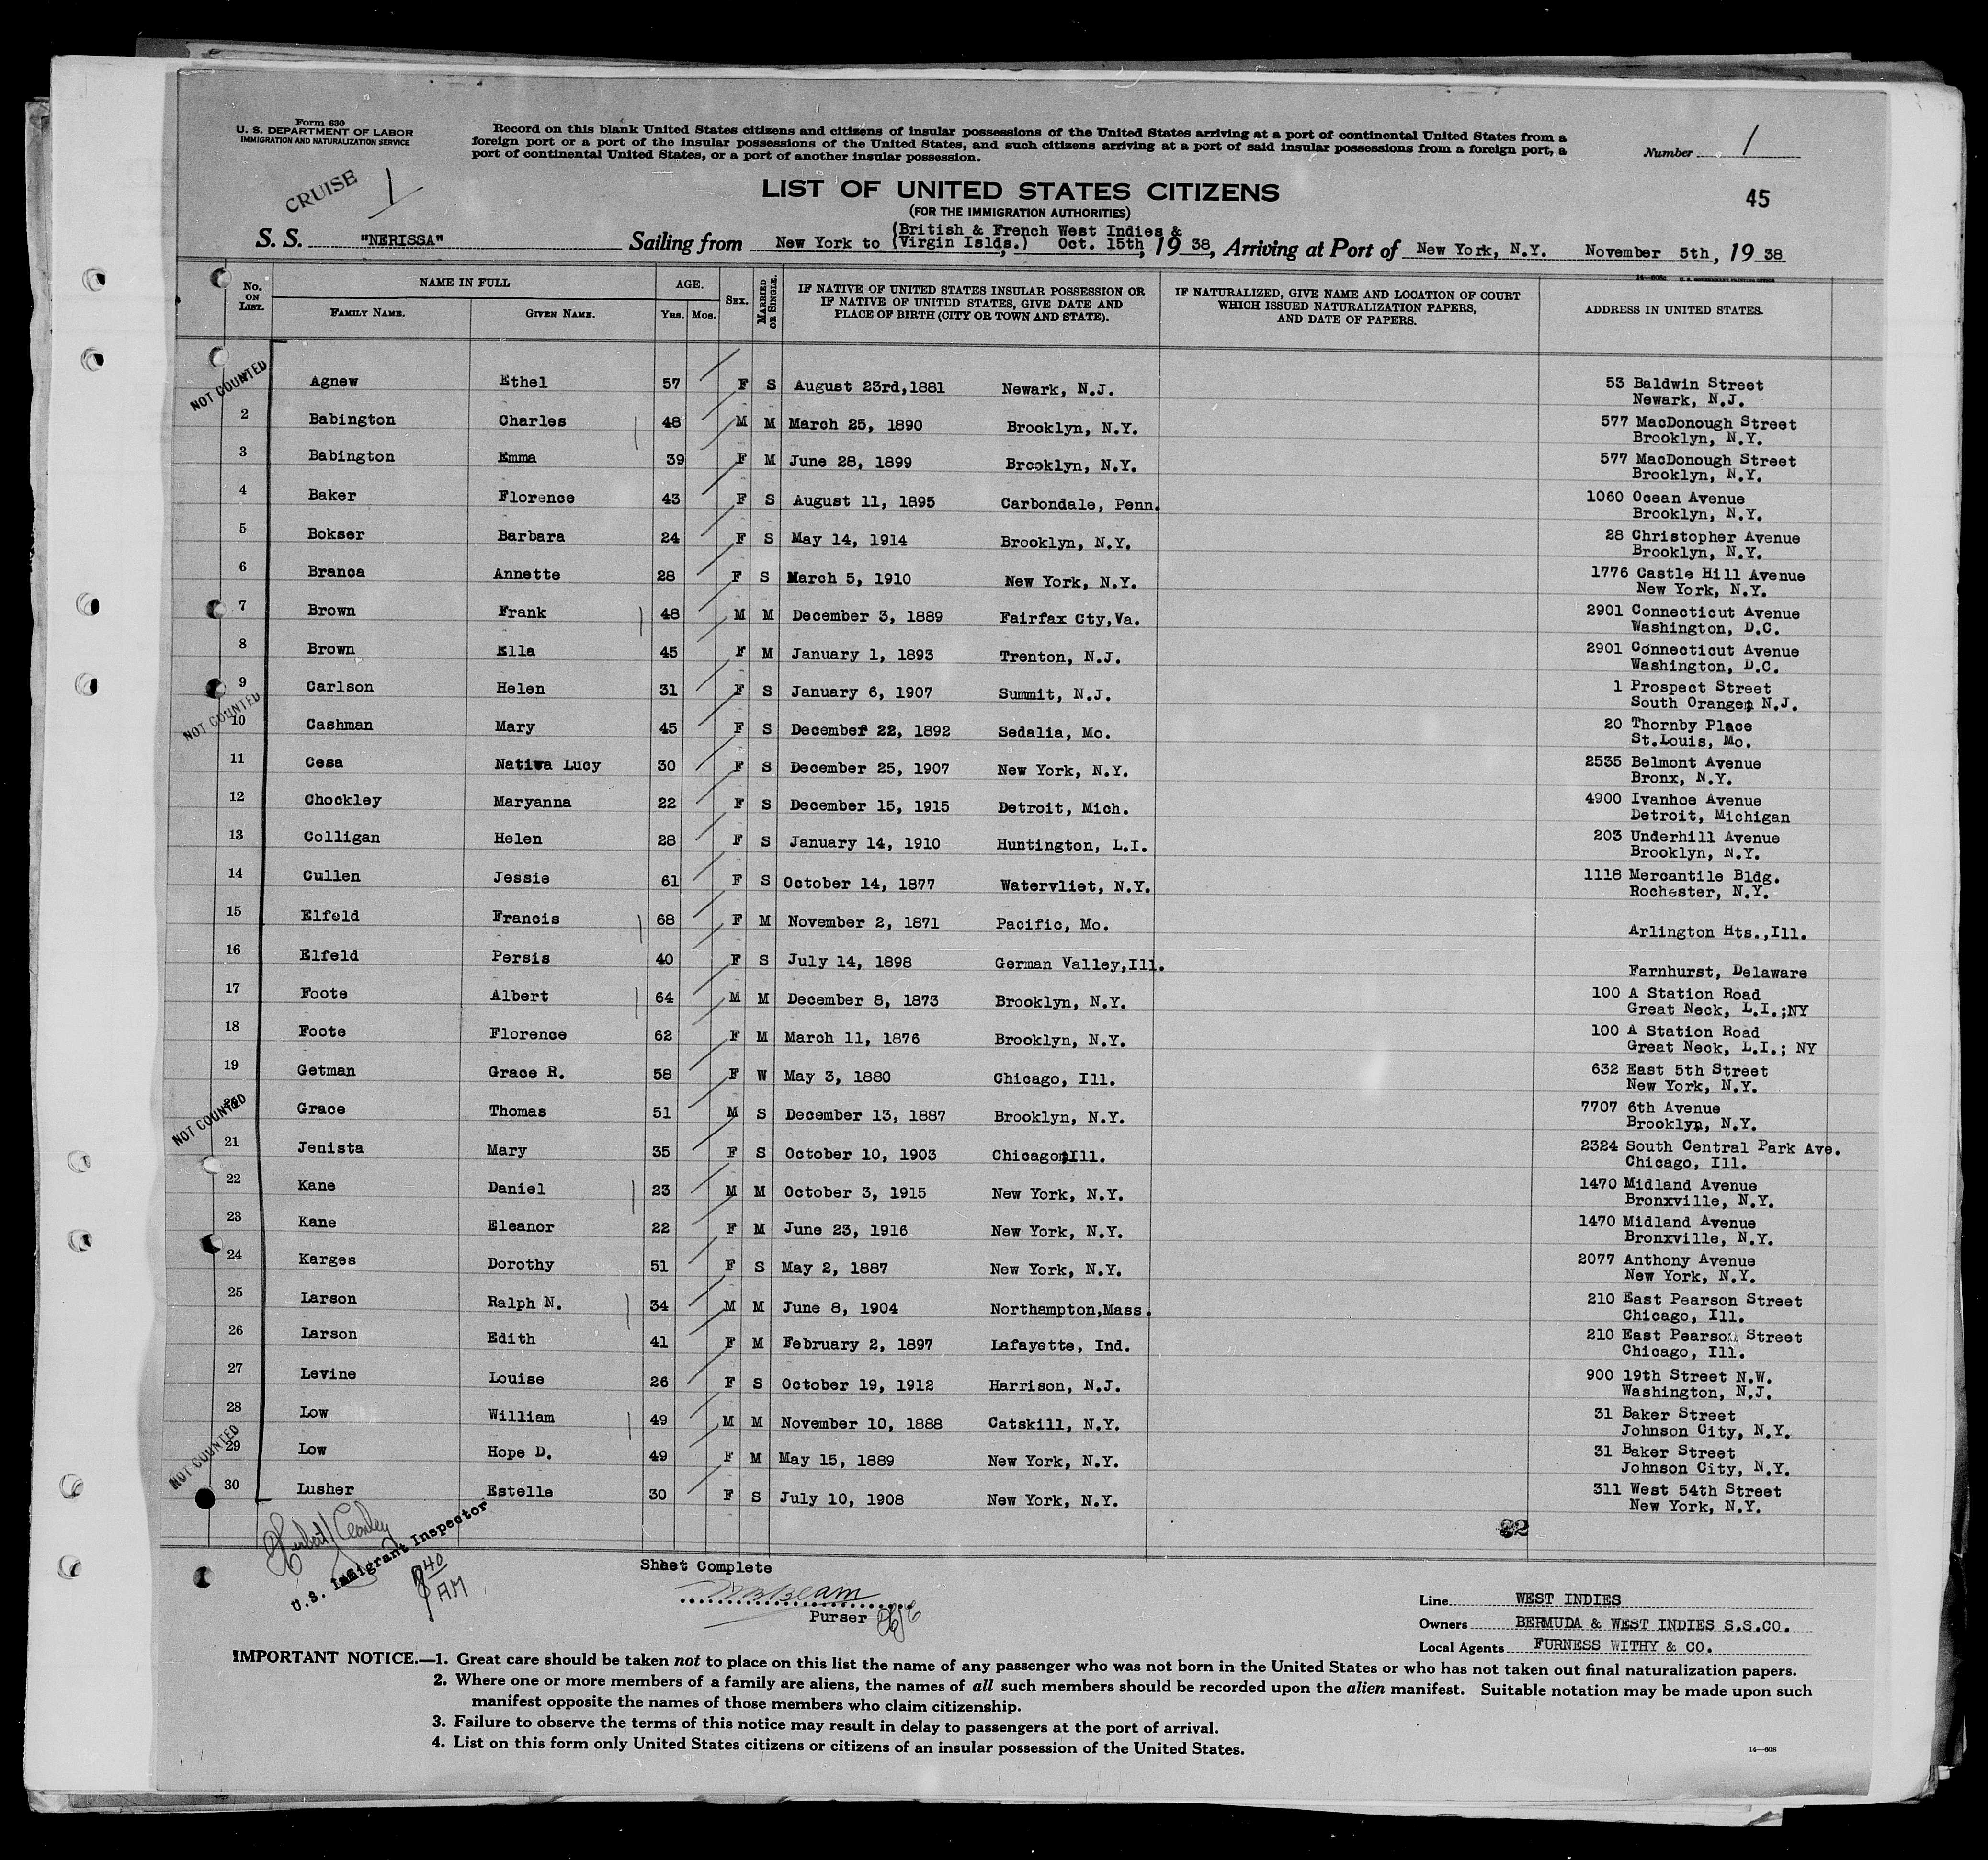 Form 630
U. S. DEPARTMENT OF LABOR
IMMIGRATION AND NATURALIZATION SERVICE
Record on this blank United States citizens and citizens of insular possessions of the United States arriving at a port of continental United States from a
foreign port or a port of the insular possessions of the United States, and such citizens arriving at a port of said insular possessions from a foreign port, a
port of continental United States, or a port of another insular possession.
Number 1
CRUISE 1
45
LIST OF UNITED STATES CITIZENS
(FOR THE IMMIGRATION AUTHORITIES)
(British & French West Indies &
S. S. "NERISSA" Sailing from New York to (Virgin Islds.) Oct. 15th, 19 38, Arriving at Port of New York, N.Y. November 5th, 19 38
No. ON LIST. NAME IN FULL FAMILY NAME. GIVEN NAME. AGE. YRS. MOS. SEX. MARRIED OR SINGLE. IF NATIVE OF UNITED STATES INSULAR POSSESSION OR IF NATIVE OF UNITED STATES, GIVE DATE AND PLACE OF BIRTH (CITY OR TOWN AND STATE). IF NATURALIZED, GIVE NAME AND LOCATION OF COURT WHICH ISSUED NATURALIZATION PAPERS, AND DATE OF PAPERS. ADDRESS IN UNITED STATES.
NOT COUNTED Agnew Ethel 57 F S August 23rd,1881 Newark, N.J. 53 Baldwin Street
Newark, N.J.
2 Babington Charles 48 M M March 25, 1890 Brooklyn, N.Y. 577 MacDonough Street
Brooklyn, N.Y.
3 Babington Emma 39 F M June 28, 1899 Brooklyn, N.Y. 577 MacDonough Street
Brooklyn, N.Y.
4 Baker Florence 43 F S August 11, 1895 Carbondale, Penn. 1060 Ocean Avenue
Brooklyn, N.Y.
5 Bokser Barbara 24 F S May 14, 1914 Brooklyn, N.Y. 28 Christopher Avenue
Brooklyn, N.Y.
6 Branca Annette 28 F S March 5, 1910 New York, N.Y. 1776 Castle Hill Avenue
New York, N.Y.
7 Brown Frank 48 M M December 3, 1889 Fairfax Cty,Va. 2901 Connecticut Avenue
Washington, D.C.
8 Brown Ella 45 F M January 1, 1893 Trenton, N.J. 2901 Connecticut Avenue
Washington, D.C.
9 Carlson Helen 31 F S January 6, 1907 Summit, N.J. 1 Prospect Street
South Orange, N.J.
NOT COUNTED 10 Cashman Mary 45 F S December 22, 1892 Sedalia, Mo. 20 Thornby Place
St.Louis, Mo.
11 Cesa Nativa Lucy 30 F S December 25, 1907 New York, N.Y. 2535 Belmont Avenue
Bronx, N.Y.
12 Chockley Maryanna 22 F S December 15, 1915 Detroit, Mich. 4900 Ivanhoe Avenue
Detroit, Michigan
13 Colligan Helen 28 F S January 14, 1910 Huntington, L.I. 203 Underhill Avenue
Brooklyn, N.Y.
14 Cullen Jessie 61 F S October 14, 1877 Watervliet, N.Y. 1118 Mercantile Bldg.
Rochester, N.Y.
15 Elfeld Francis 68 F M November 2, 1871 Pacific, Mo.
Arlington Hts.,Ill.
16 Elfeld Persis 40 F S July 14, 1898 German Valley,Ill.
Farnhurst, Delaware
17 Foote Albert 64 M M December 8, 1873 Brooklyn, N.Y. 100 A Station Road
Great Neck, L.I.;NY
18 Foote Florence 62 F M March 11, 1876 Brooklyn, N.Y. 100 A Station Road
Great Neck, L.I.; NY
19 Getman Grace R. 58 F W May 3, 1880 Chicago, Ill. 632 East 5th Street
New York, N.Y.
NOT COUNTED 20 Grace Thomas 51 M S December 13, 1887 Brooklyn, N.Y. 7707 6th Avenue
Brooklyn, N.Y.
21 Jenista Mary 35 F S October 10, 1903 Chicago,Ill. 2324 South Central Park Ave.
Chicago, Ill.
22 Kane Daniel 23 M M October 3, 1915 New York, N.Y. 1470 Midland Avenue
Bronxville, N.Y.
23 Kane Eleanor 22 F M June 23, 1916 New York, N.Y. 1470 Midland Avenue
Bronxville, N.Y.
24 Karges Dorothy 51 F S May 2, 1887 New York, N.Y. 2077 Anthony Avenue
New York, N.Y.
25 Larson Ralph N. 34 M M June 8, 1904 Northampton,Mass. 210 East Pearson Street
Chicago, Ill.
26 Larson Edith 41 F M February 2, 1897 Lafayette, Ind. 210 East Pearson Street
Chicago, Ill.
27 Levine Louise 26 F S October 19, 1912 Harrison, N.J. 900 19th Street N.W.
Washington, N.J.
28 Low William 49 M M November 10, 1888 Catskill, N.Y. 31 Baker Street
Johnson City, N.Y.
NOT COUNTED 29 Low Hope D. 49 F M May 15, 1889 New York, N.Y. 31 Baker Street
Johnson City, N.Y.
30 Lusher Estelle 30 F S July 10, 1908 New York, N.Y. 311 West 54th Street
New York, N.Y.
22
U.S. Immigrant Inspector
40
AM
Sheet Complete
Purser
Line WEST INDIES
Owners BERMUDA & WEST INDIES S.S.CO.
Local Agents FURNESS WITHY & CO.
IMPORTANT NOTICE.—1. Great care should be taken not to place on this list the name of any passenger who was not born in the United States or who has not taken out final naturalization papers.
2. Where one or more members of a family are aliens, the names of all such members should be recorded upon the alien manifest. Suitable notation may be made upon such
manifest opposite the names of those members who claim citizenship.
3. Failure to observe the terms of this notice may result in delay to passengers at the port of arrival.
4. List on this form only United States citizens or citizens of an insular possession of the United States.
14—608